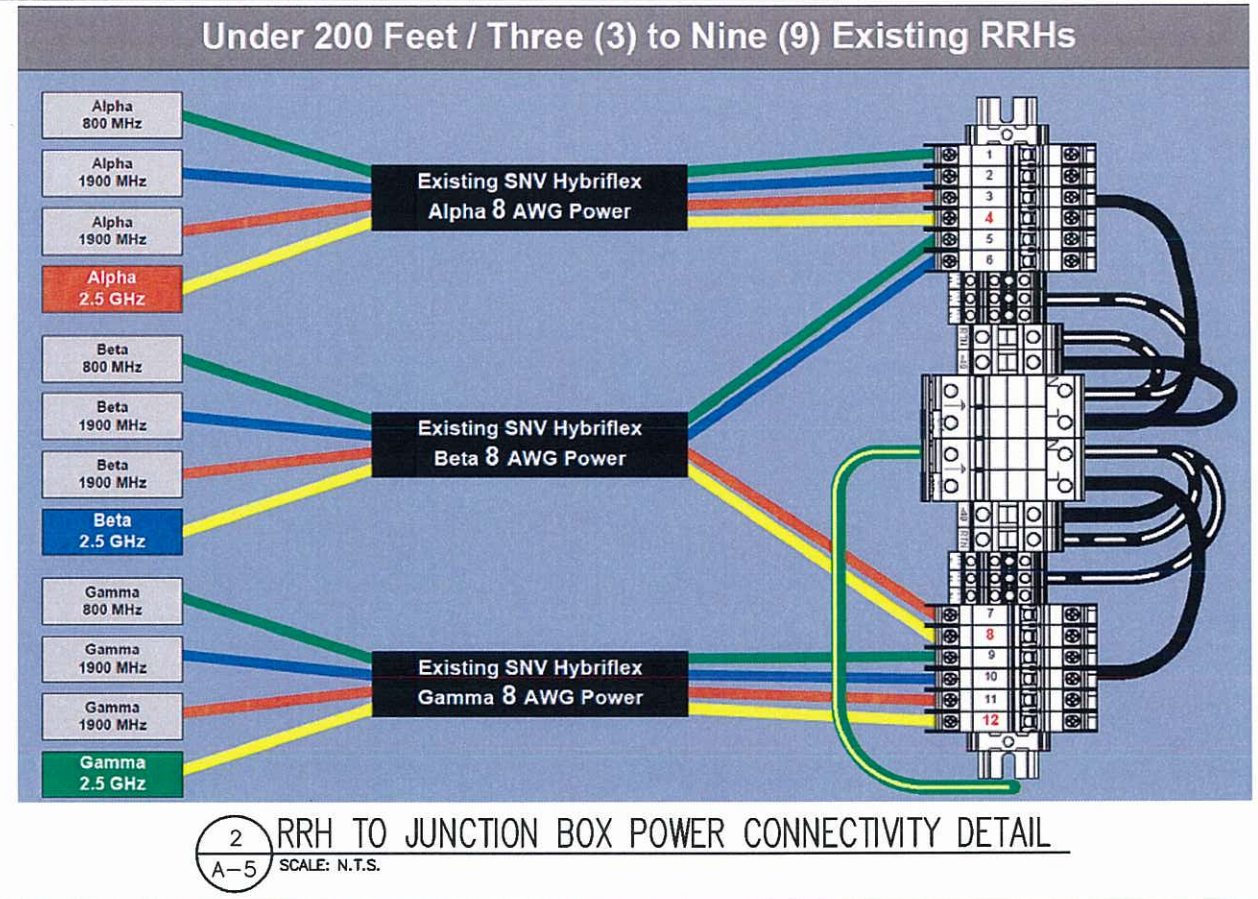 Under 200 Feet / Three (3) to Nine (9) Existing RRHs
Alpha
800 MHz
Alpha
1900 MHz
Alpha
1900 MHz
Alpha
2.5 GHz
Beta
800 MHz
Beta
1900 MHz
Beta
1900 MHz
Beta
2.5 GHz
Gamma
800 MHz
Gamma
1900 MHz
Gamma
1900 MHz
Gamma
2.5 GHz
Existing SNV Hybriflex
Alpha 8 AWG Power
Existing SNV Hybriflex
Beta 8 AWG Power
Existing SNV Hybriflex
Gamma 8 AWG Power
1
2
3
4
5
6
RTN
-48
N
N
-48
RTN
7
8
9
10
11
12
2
A-5
RRH TO JUNCTION BOX POWER CONNECTIVITY DETAIL
SCALE: N.T.S.